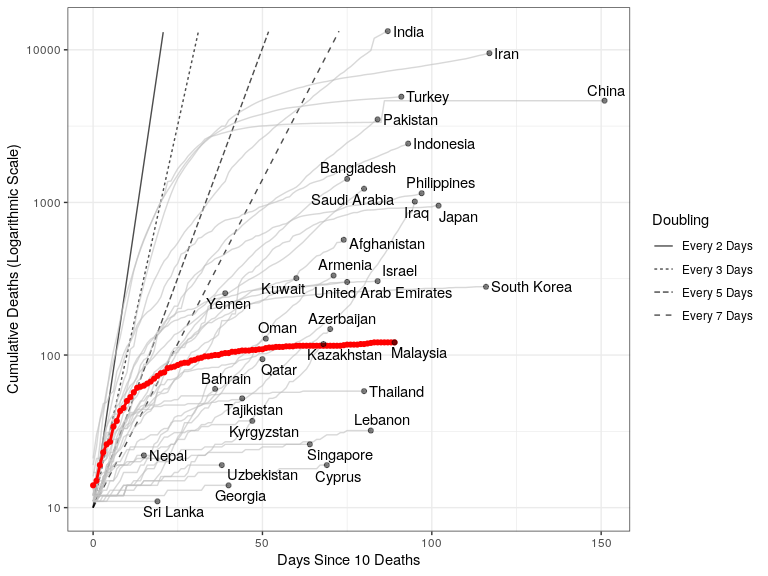 India
10000
Iran
China
Turkey
Pakistan
Indonesia
Bangladesh
Philippines
Saudi Arabia
1000
Iraq
Japan
Afghanistan
Armenia
Israel
Kuwait
United Arab Emirates
South Korea
Yemen
Azerbaijan
Oman
100
Kazakhstan
Malaysia
Qatar
Bahrain
Thailand
Tajikistan
Lebanon
Kyrgyzstan
Nepal
Singapore
Uzbekistan
Cyprus
Georgia
10
Sri Lanka
0
50
100
150
Days Since 10 Deaths
Cumulative Deaths (Logarithmic Scale)
Doubling
Every 2 Days
Every 3 Days
Every 5 Days
Every 7 Days